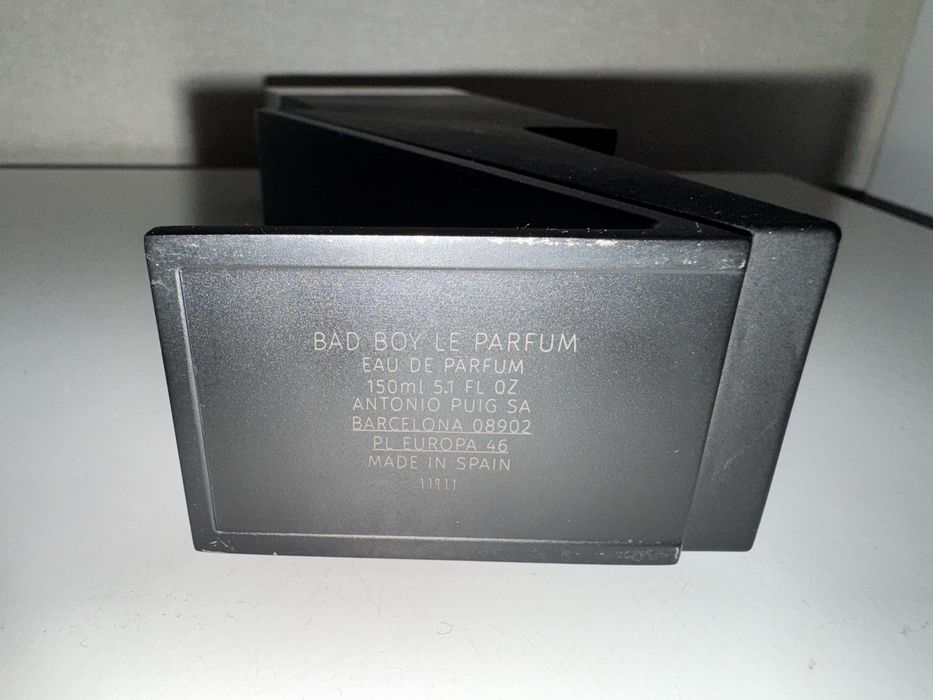 BAD BOY LE PARFUM
EAU DE PARFUM
150ml 5.1 FL OZ
ANTONIO PUIG SA
BARCELONA 08902
PL EUROPA 46
MADE IN SPAIN